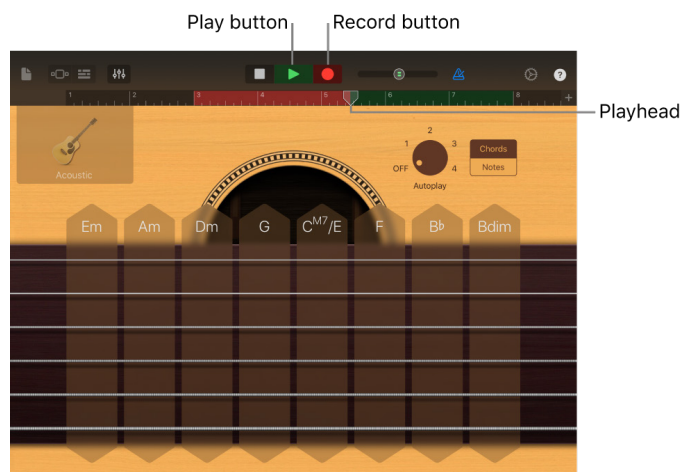 Play button Record button
1 2 3 4 5 6 7 8 +
?
Playhead
Acoustic
OFF 1 2 3 4
Autoplay
Chords
Notes
Em Am Dm G CM7/E F B♭ Bdim